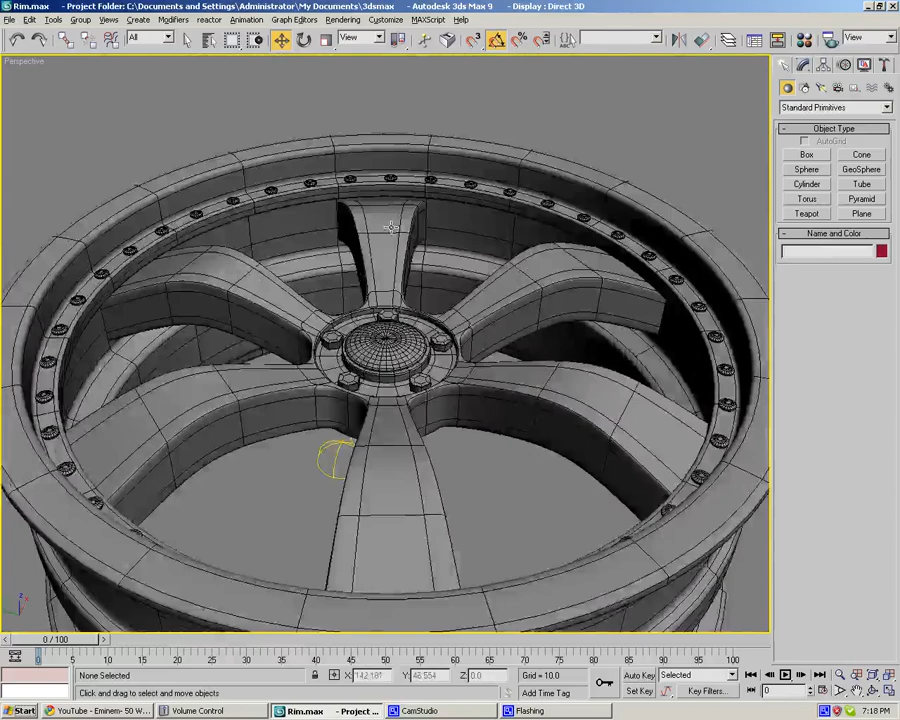 Rim.max - Project Folder: C:\Documents and Settings\Administrator\My Documents\3dsmax - Autodesk 3ds Max 9 - Display : Direct 3D
File Edit Tools Group Views Create Modifiers reactor Animation Graph Editors Rendering Customize MAXScript Help
All View View
Perspective
Standard Primitives
- Object Type
AutoGrid
Box Cone
Sphere GeoSphere
Cylinder Tube
Torus Pyramid
Teapot Plane
- Name and Color
z
x
0 / 100
0 5 10 15 20 25 30 35 40 45 50 55 60 65 70 75 80 85 90 95 100
None Selected X: 142.181 Y: 48.554 Z: 0.0 Grid = 10.0 Auto Key Selected
Click and drag to select and move objects Add Time Tag Set Key Key Filters... 0
Start YouTube - Eminem- 50 W... Volume Control Rim.max - Project ... CamStudio Flashing 7:18 PM